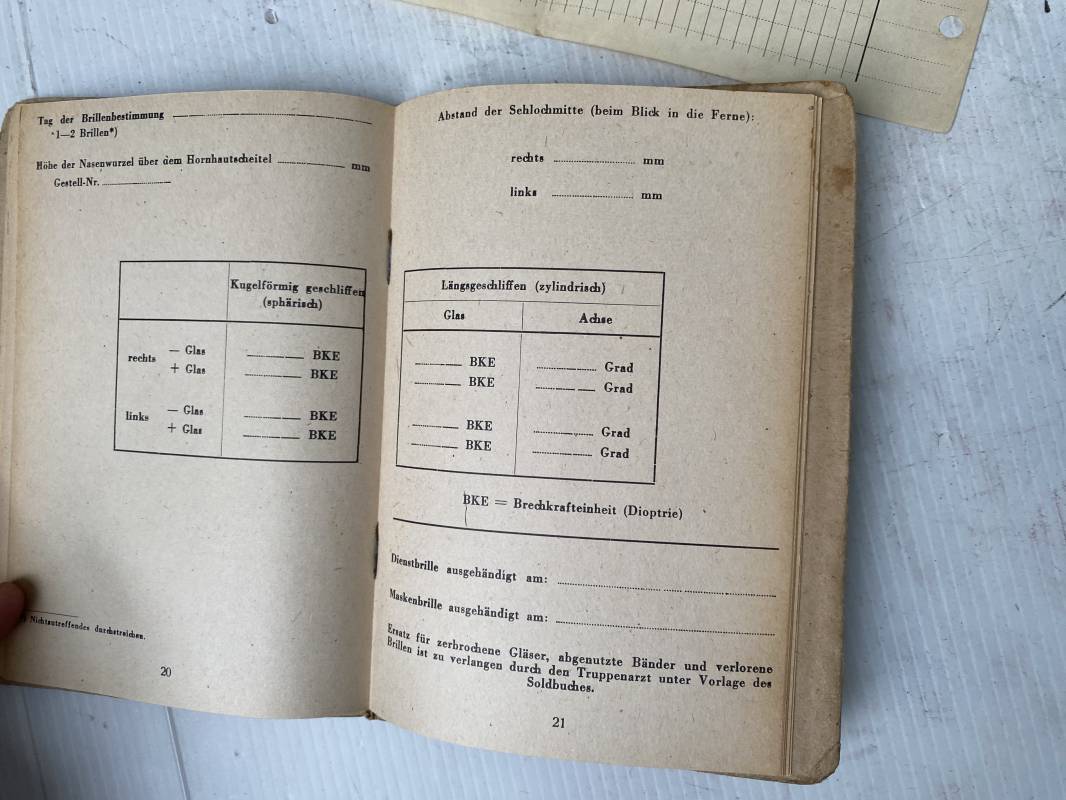 Tag der Brillenbestimmung
1—2 Brillen*)
Höhe der Nasenwurzel über dem Hornhautscheitel mm
Gestell-Nr.
Kugelförmig geschliffen
(sphärisch)
rechts
— Glas BKE
+ Glas BKE
links
— Glas BKE
+ Glas BKE
Nichtzutreffendes durchstreichen.
20
Abstand der Sehlochmitte (beim Blick in die Ferne):
rechts mm
links mm
Längsgeschliffen (zylindrisch)
Glas Achse
BKE Grad
BKE Grad
BKE Grad
BKE Grad
BKE = Brechkrafteinheit (Dioptrie)
Dienstbrille ausgehändigt am:
Maskenbrille ausgehändigt am:
Ersatz für zerbrochene Gläser, abgenutzte Bänder und verlorene
Brillen ist zu verlangen durch den Truppenarzt unter Vorlage des
Soldbuches.
21